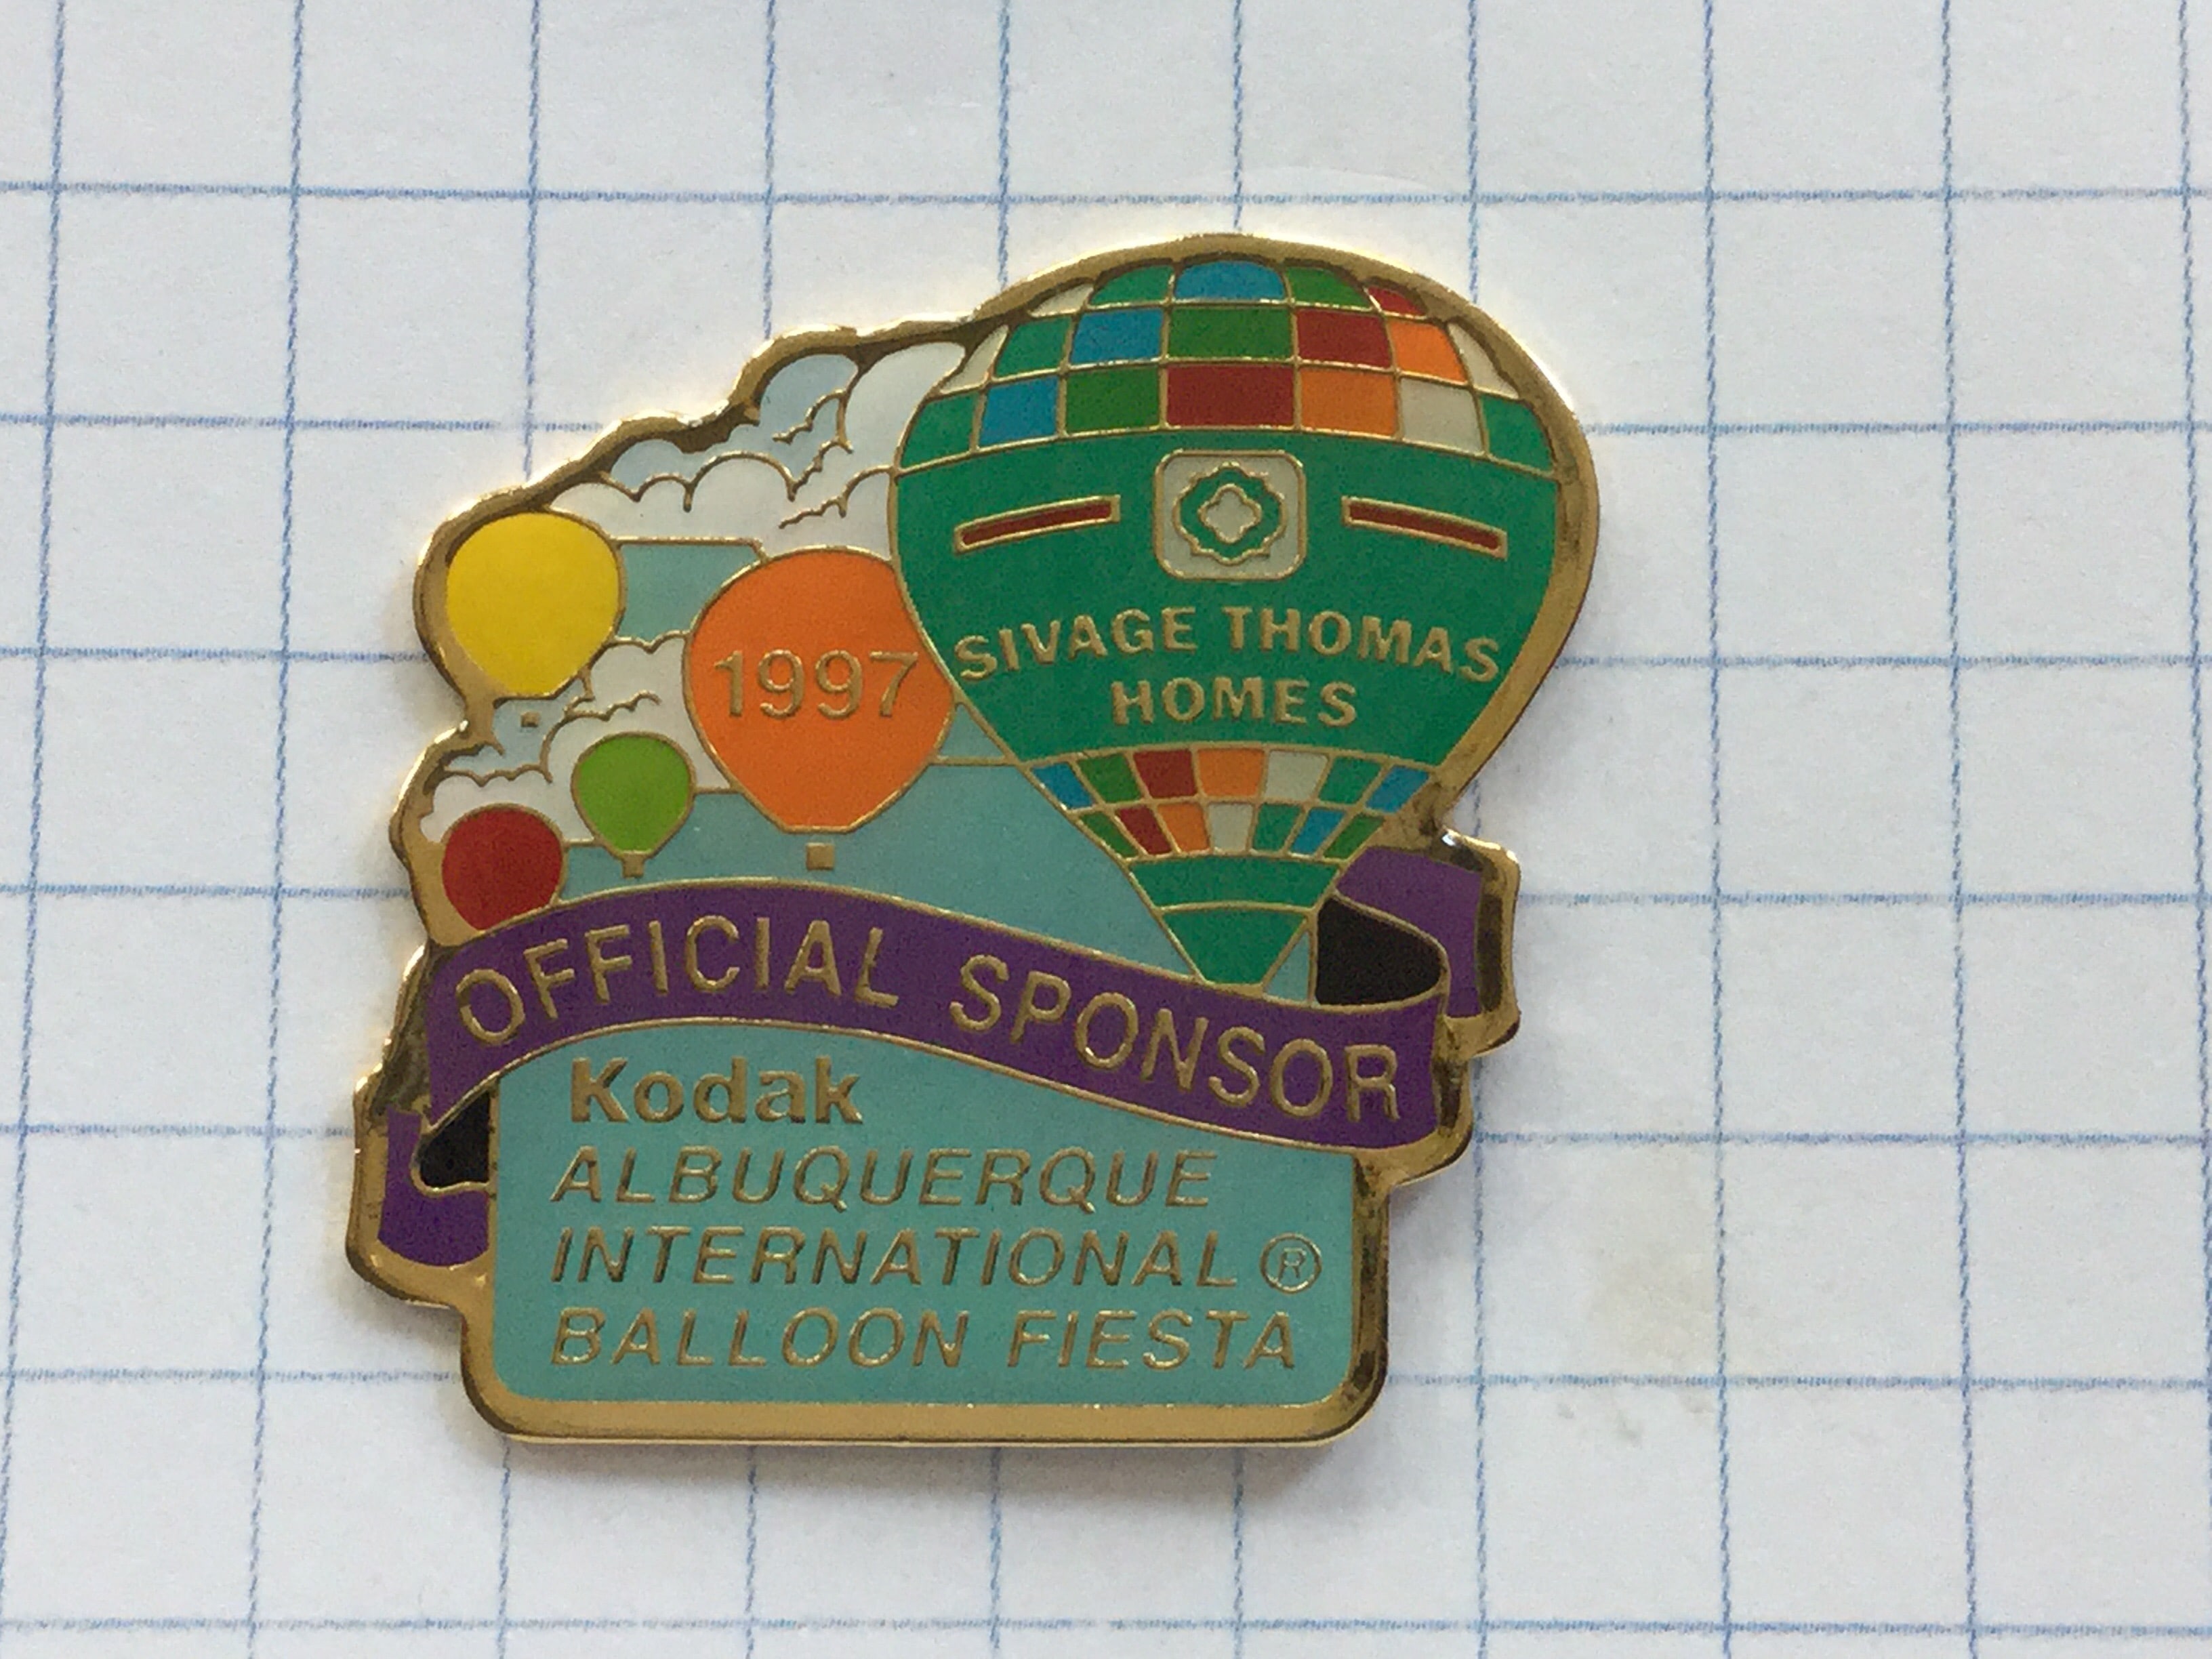 SIVAGE THOMAS
HOMES
1997
OFFICIAL SPONSOR
Kodak
ALBUQUERQUE
INTERNATIONAL ®
BALLOON FIESTA